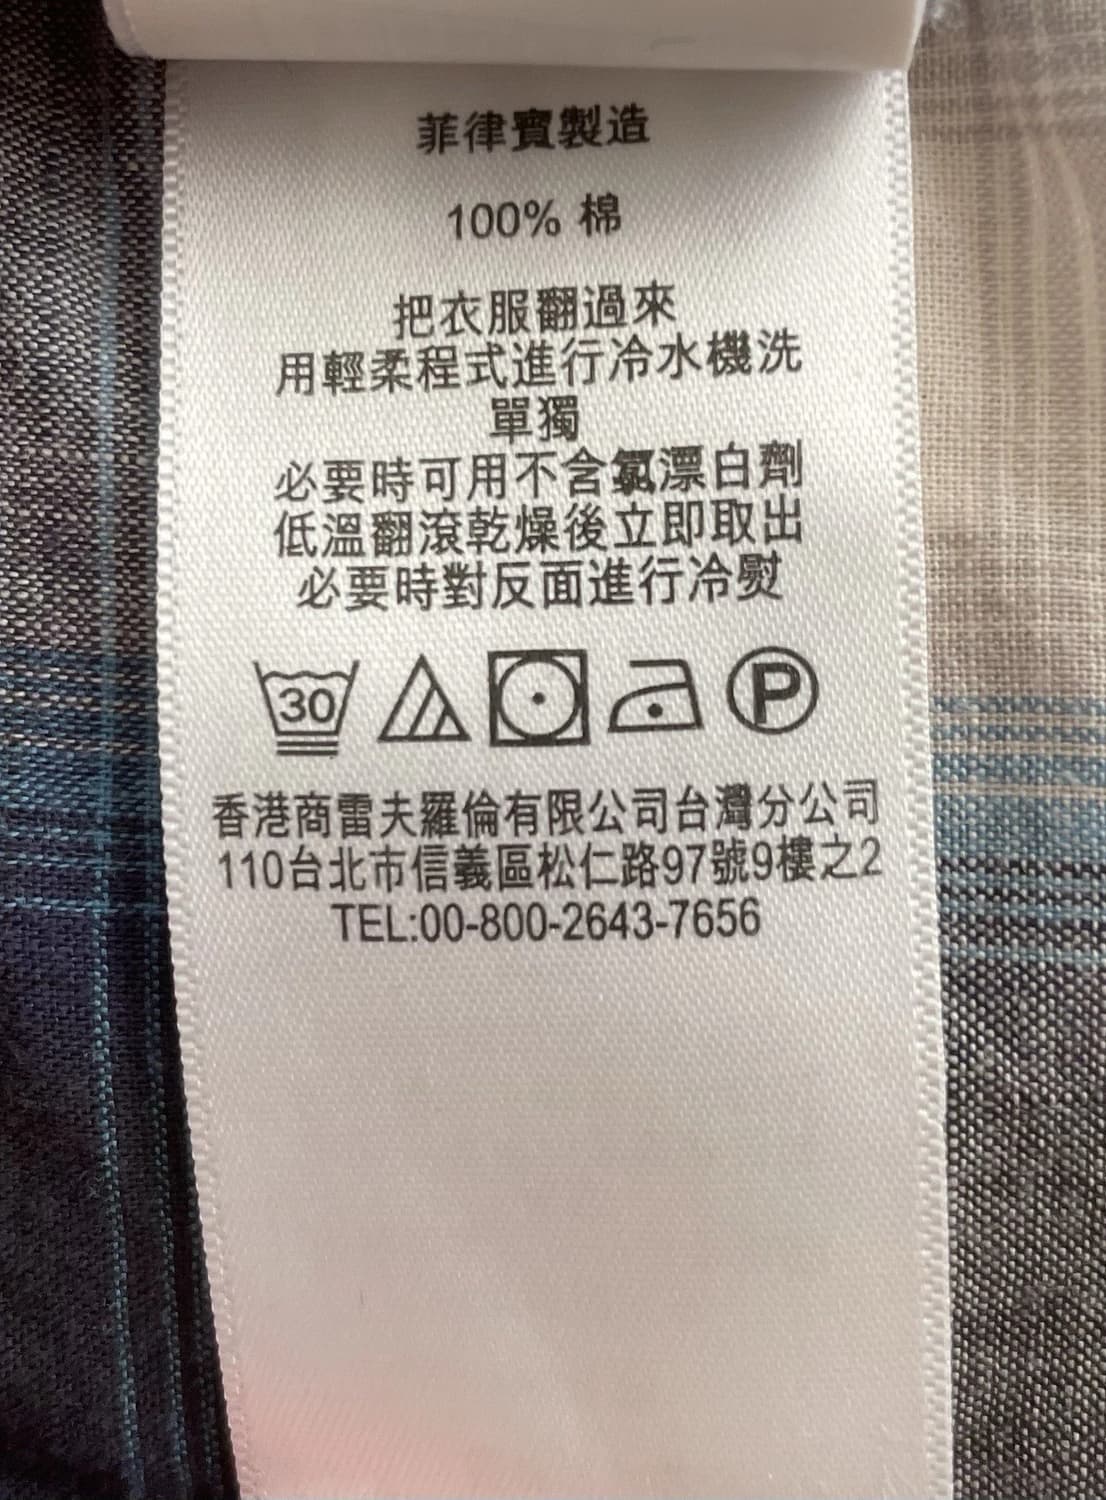 菲律賓製造
100% 棉
把衣服翻過來
用輕柔程式進行冷水機洗
單獨
必要時可用不含氯漂白劑
低溫翻滾乾燥後立即取出
必要時對反面進行冷熨
30 P
香港商雷夫羅倫有限公司台灣分公司
110台北市信義區松仁路97號9樓之2
TEL:00-800-2643-7656